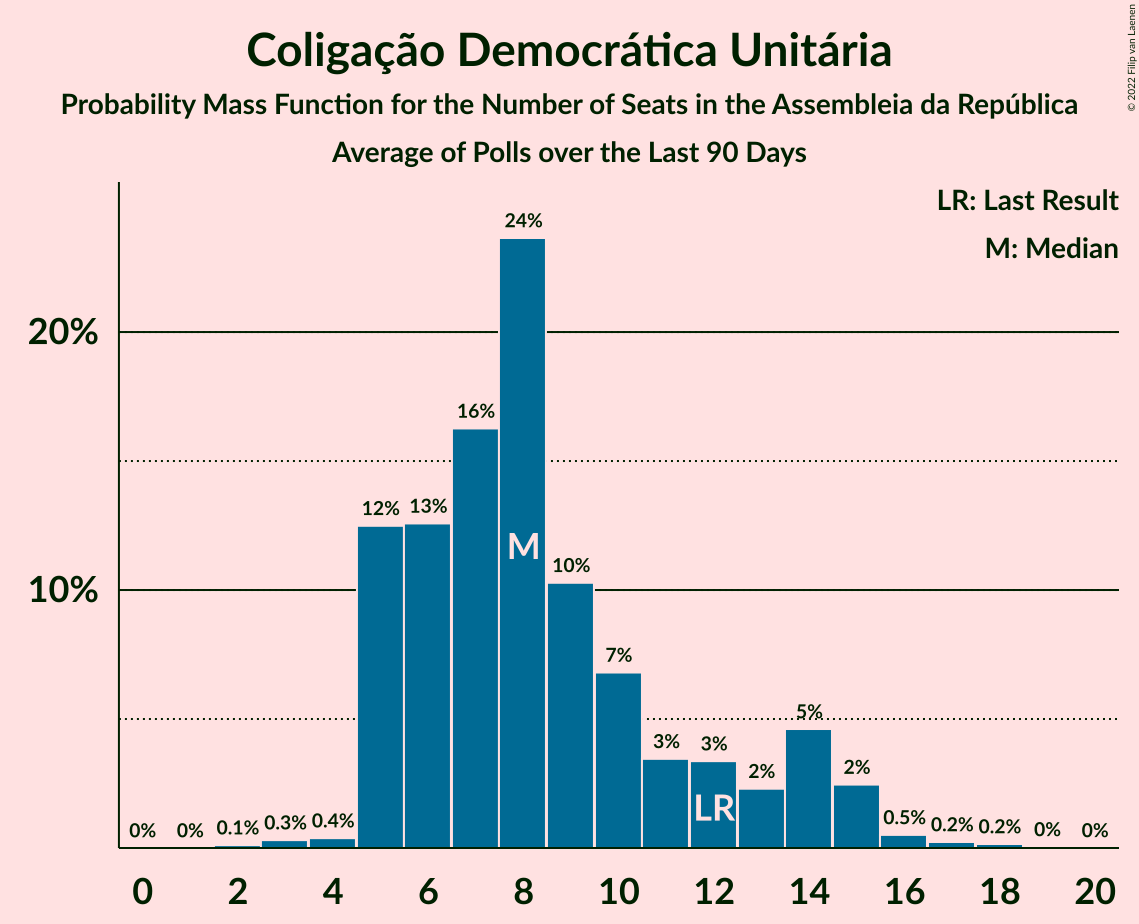 Coligação Democrática Unitária
Probability Mass Function for the Number of Seats in the Assembleia da República
Average of Polls over the Last 90 Days
© 2022 Filip van Laenen
LR: Last Result
M: Median
20%
10%
0%
0%
0.1%
0.3%
0.4%
12%
13%
16%
24%
10%
7%
3%
3%
2%
5%
2%
0.5%
0.2%
0.2%
0%
0%
M
LR
0 2 4 6 8 10 12 14 16 18 20